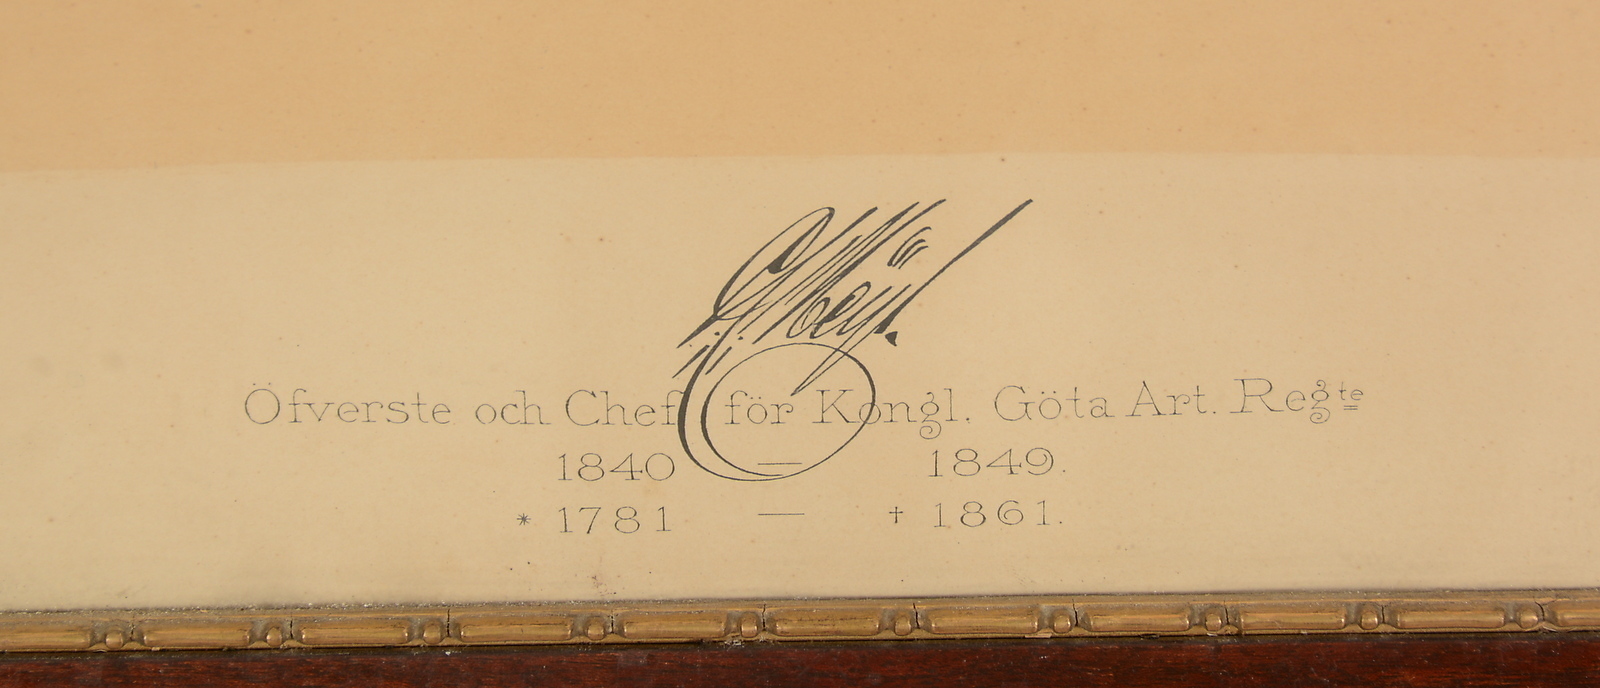 Öfverste och Chef för Kongl. Göta Art. Regte
1840 — 1849.
* 1781 — † 1861.